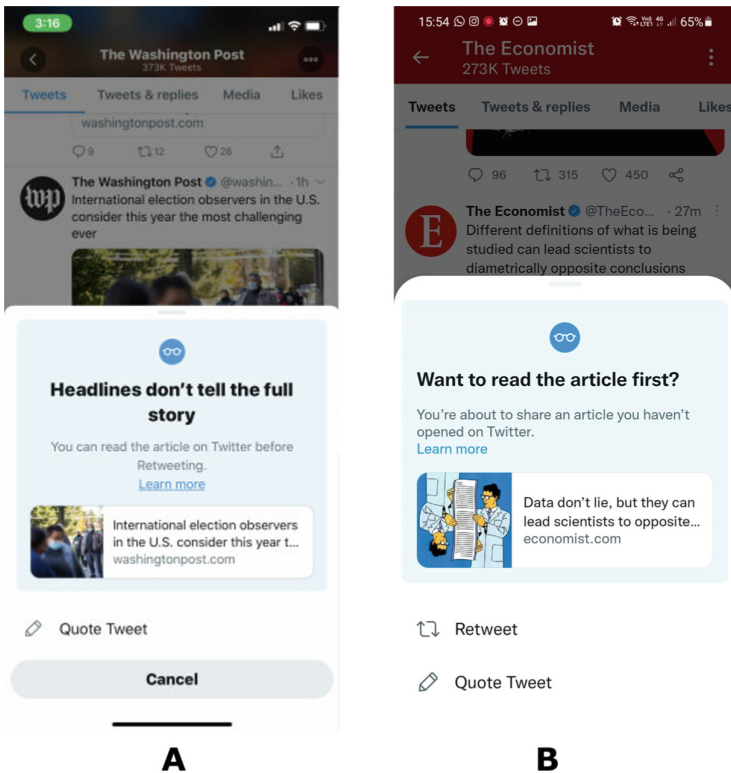 3:16
The Washington Post
373K Tweets
Tweets Tweets & replies Media Likes
washingtonpost.com
9 12 28
wp
The Washington Post @washin... · 1h
International election observers in the U.S.
consider this year the most challenging
ever
Headlines don't tell the full
story
You can read the article on Twitter before
Retweeting.
Learn more
International election observers
in the U.S. consider this year t...
washingtonpost.com
Quote Tweet
Cancel
A
15:54 65%
The Economist
273K Tweets
Tweets Tweets & replies Media Likes
96 315 450
E
The Economist @TheEco... · 27m
Different definitions of what is being
studied can lead scientists to
diametrically opposite conclusions
Want to read the article first?
You're about to share an article you haven't
opened on Twitter.
Learn more
Data don't lie, but they can
lead scientists to opposite...
economist.com
Retweet
Quote Tweet
B